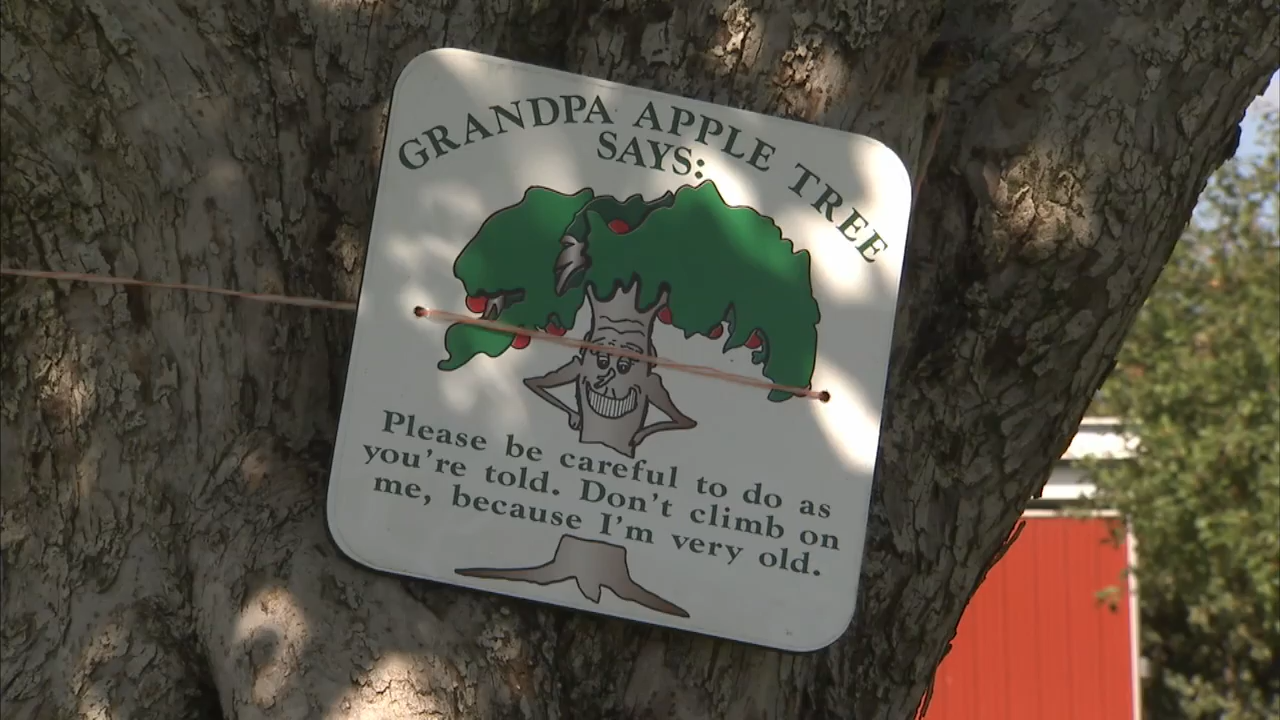 GRANDPA APPLE TREE
SAYS:
Please be careful to do as
you're told. Don't climb on
me, because I'm very old.